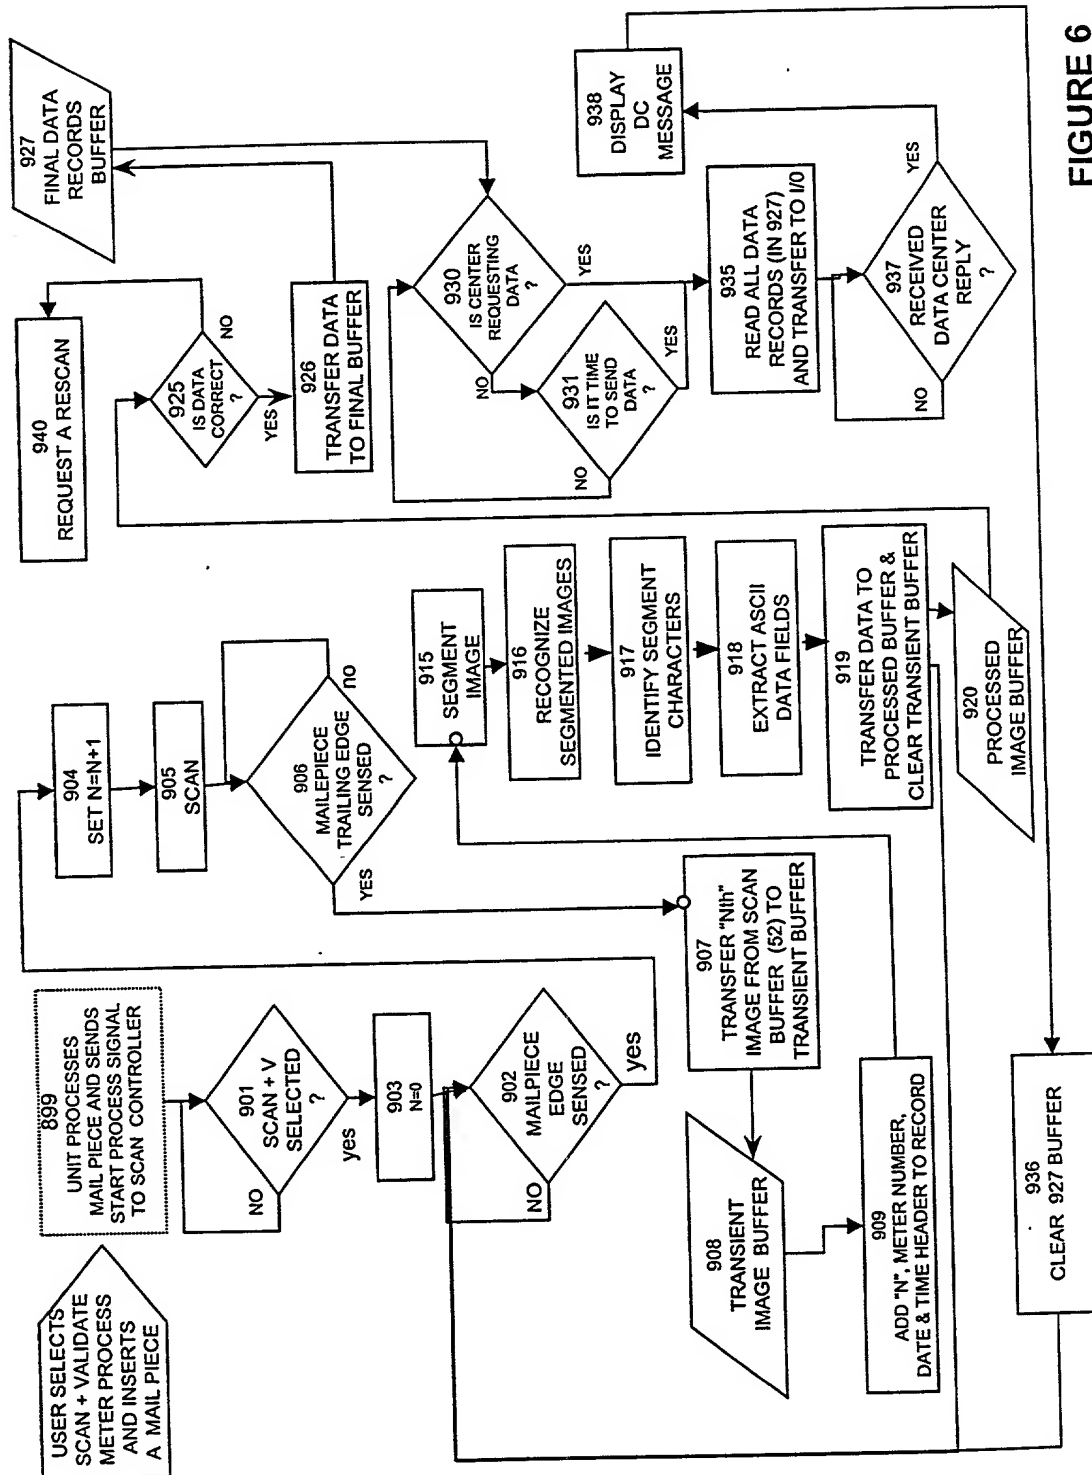 USER SELECTS
SCAN + VALIDATE
METER PROCESS
AND INSERTS
A MAIL PIECE
899
UNIT PROCESSES
MAIL PIECE AND SENDS
START PROCESS SIGNAL
TO SCAN CONTROLLER
901
SCAN + V
SELECTED
?
NO
yes
903
N=0
902
MAILPIECE
EDGE
SENSED
?
NO
yes
904
SET N=N+1
905
SCAN
906
MAILEPIECE
TRAILING EDGE
SENSED
?
no
YES
907
TRANSFER "Nth"
IMAGE FROM SCAN
BUFFER (52) TO
TRANSIENT BUFFER
908
TRANSIENT
IMAGE BUFFER
909
ADD "N", METER NUMBER,
DATE & TIME HEADER TO RECORD
915
SEGMENT
IMAGE
916
RECOGNIZE
SEGMENTED IMAGES
917
IDENTIFY SEGMENT
CHARACTERS
918
EXTRACT ASCII
DATA FIELDS
919
TRANSFER DATA TO
PROCESSED BUFFER &
CLEAR TRANSIENT BUFFER
920
PROCESSED
IMAGE BUFFER
940
REQUEST A RESCAN
925
IS DATA
CORRECT
?
NO
YES
926
TRANSFER DATA
TO FINAL BUFFER
927
FINAL DATA
RECORDS
BUFFER
930
IS CENTER
REQUESTING
DATA
?
YES
NO
931
IS IT TIME
TO SEND
DATA
?
YES
NO
935
READ ALL DATA
RECORDS (IN 927)
AND TRANSFER TO I/0
937
RECEIVED
DATA CENTER
REPLY
?
NO
YES
938
DISPLAY
DC
MESSAGE
936
CLEAR 927 BUFFER
FIGURE 6